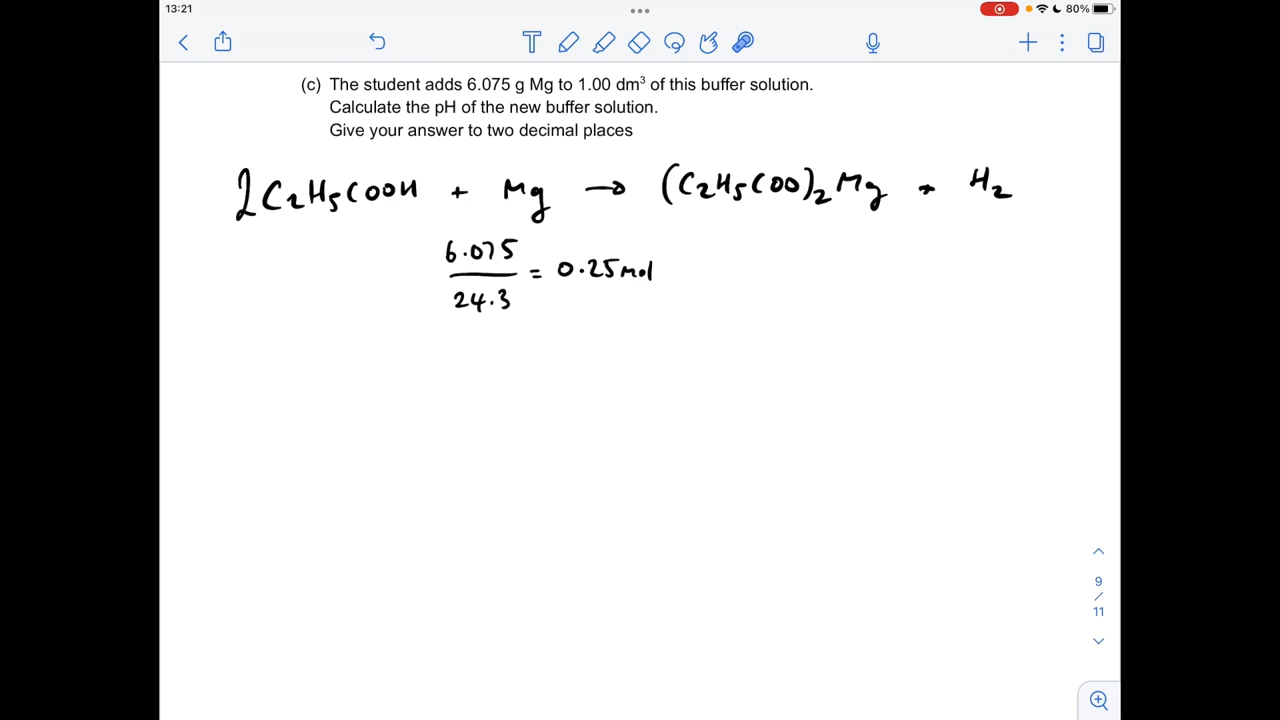 13:21
80%
(c) The student adds 6.075 g Mg to 1.00 dm³ of this buffer solution.
Calculate the pH of the new buffer solution.
Give your answer to two decimal places
2C₂H₅COOH + Mg → (C₂H₅COO)₂Mg + H₂
6.075
24.3
= 0.25 mol
9
/
11